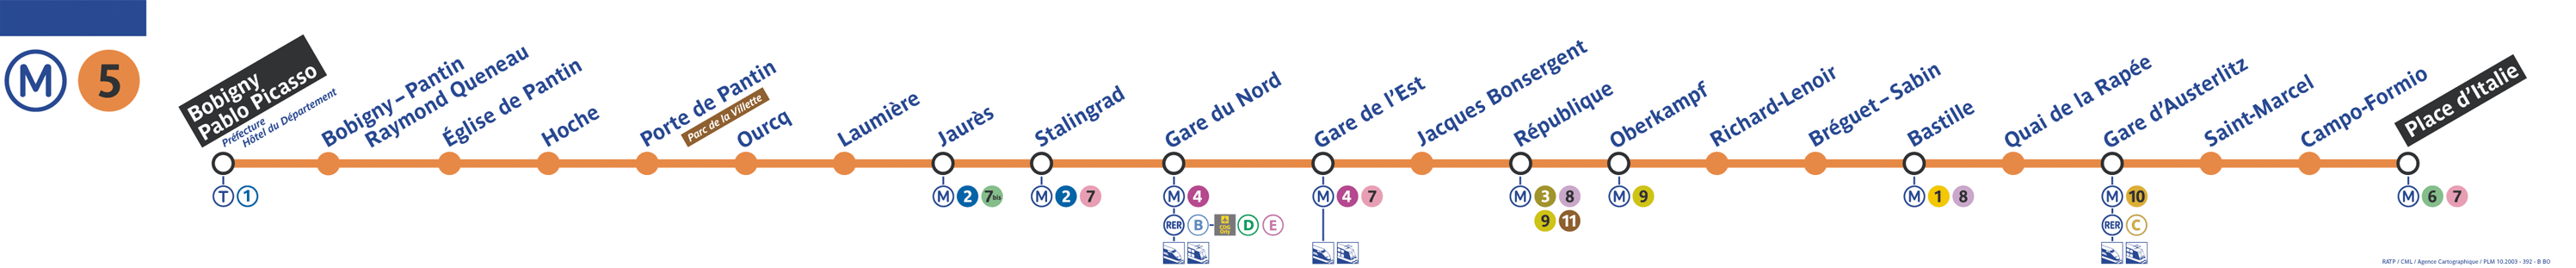 M 5
Bobigny
Pablo Picasso
Préfecture
Hôtel du Département
Bobigny – Pantin
Raymond Queneau
Église de Pantin
Hoche
Porte de Pantin
Parc de la Villette
Ourcq
Laumière
Jaurès
Stalingrad
Gare du Nord
Gare de l'Est
Jacques Bonsergent
République
Oberkampf
Richard-Lenoir
Bréguet – Sabin
Bastille
Quai de la Rapée
Gare d'Austerlitz
Saint-Marcel
Campo-Formio
Place d'Italie
T 1
M 2 7bis
M 2 7
M 4
RER B - CDG Orly D E
M 4 7
M 3 8
9 11
M 9
M 1 8
M 10
RER C
M 6 7
RATP / CML / Agence Cartographique / PLM 10.2003 - 392 - B BO